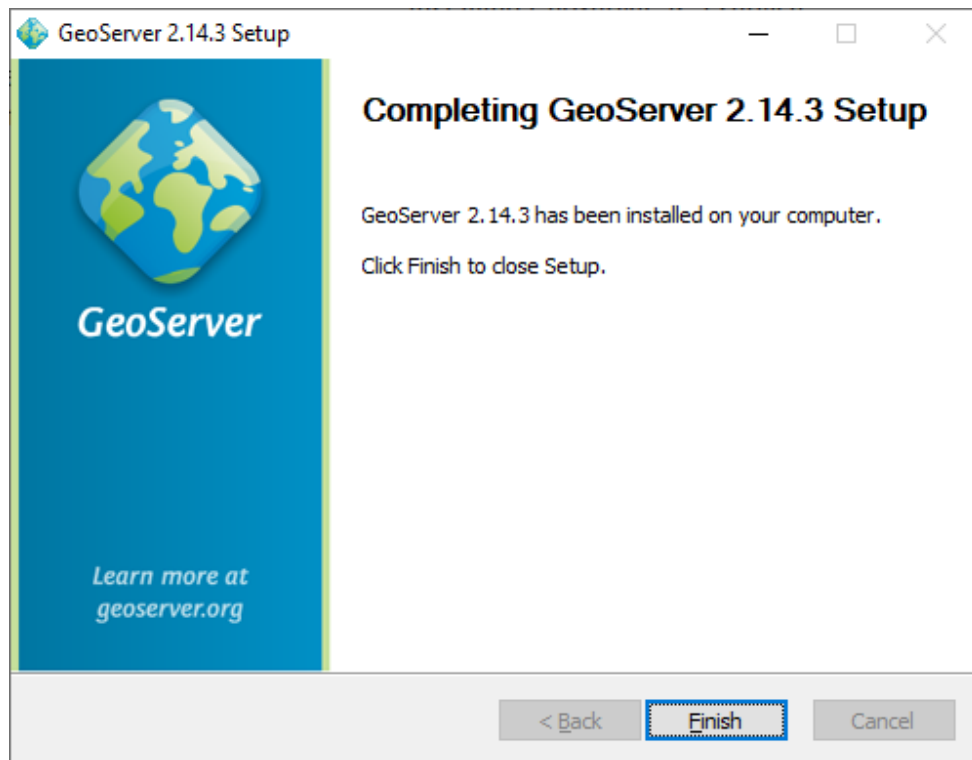 GeoServer 2.14.3 Setup
Completing GeoServer 2.14.3 Setup
GeoServer 2.14.3 has been installed on your computer.
Click Finish to close Setup.
GeoServer
Learn more at
geoserver.org
< Back
Finish
Cancel